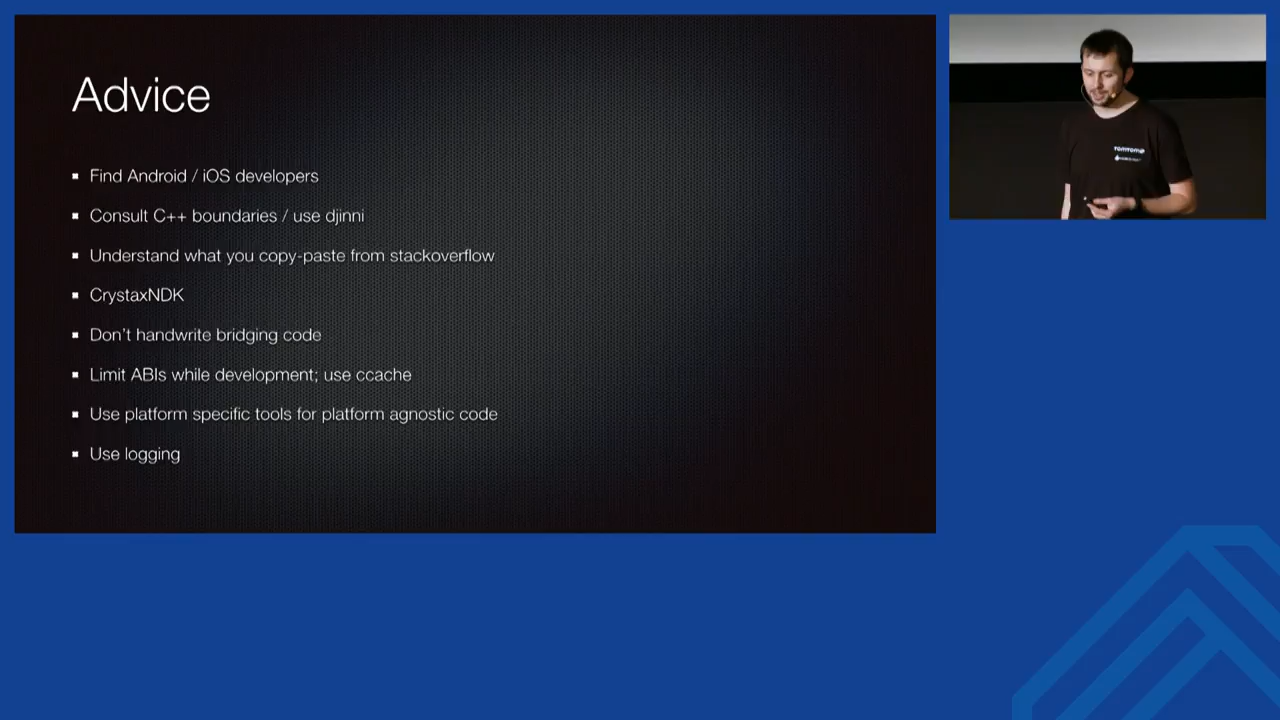 Advice
Find Android / iOS developers
Consult C++ boundaries / use djinni
Understand what you copy-paste from stackoverflow
CrystaxNDK
Don't handwrite bridging code
Limit ABIs while development; use ccache
Use platform specific tools for platform agnostic code
Use logging